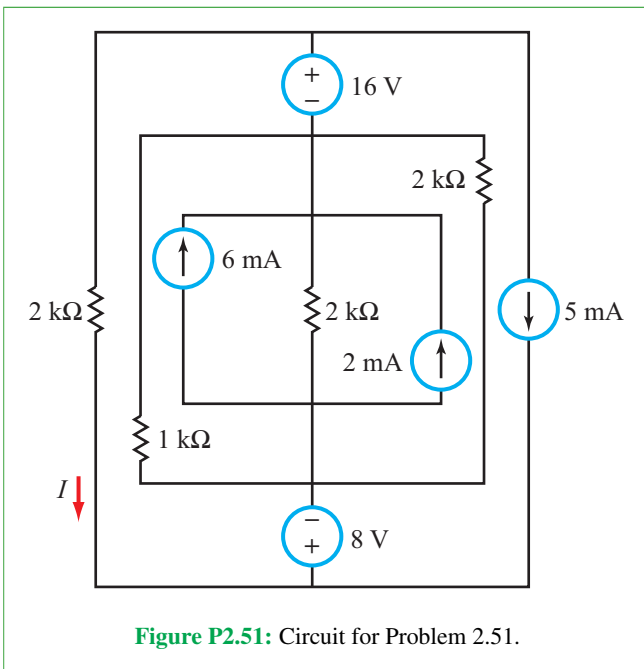 +
−
16 V
2 kΩ
6 mA
2 kΩ
2 kΩ
5 mA
2 mA
1 kΩ
I
−
+
8 V
Figure P2.51: Circuit for Problem 2.51.